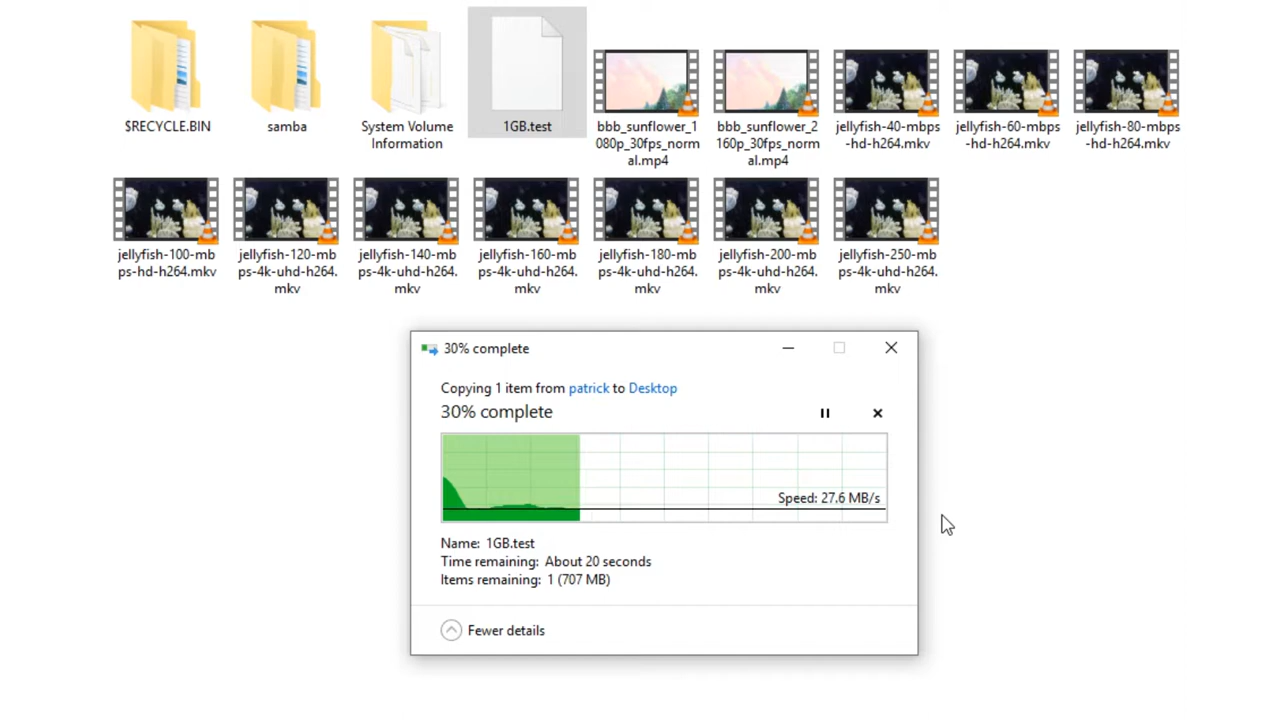 $RECYCLE.BIN
samba
System Volume
Information
1GB.test
bbb_sunflower_1
080p_30fps_norm
al.mp4
bbb_sunflower_2
160p_30fps_norm
al.mp4
jellyfish-40-mbps
-hd-h264.mkv
jellyfish-60-mbps
-hd-h264.mkv
jellyfish-80-mbps
-hd-h264.mkv
jellyfish-100-mb
ps-hd-h264.mkv
jellyfish-120-mb
ps-4k-uhd-h264.
mkv
jellyfish-140-mb
ps-4k-uhd-h264.
mkv
jellyfish-160-mb
ps-4k-uhd-h264.
mkv
jellyfish-180-mb
ps-4k-uhd-h264.
mkv
jellyfish-200-mb
ps-4k-uhd-h264.
mkv
jellyfish-250-mb
ps-4k-uhd-h264.
mkv
30% complete
Copying 1 item from patrick to Desktop
30% complete
Speed: 27.6 MB/s
Name: 1GB.test
Time remaining: About 20 seconds
Items remaining: 1 (707 MB)
Fewer details